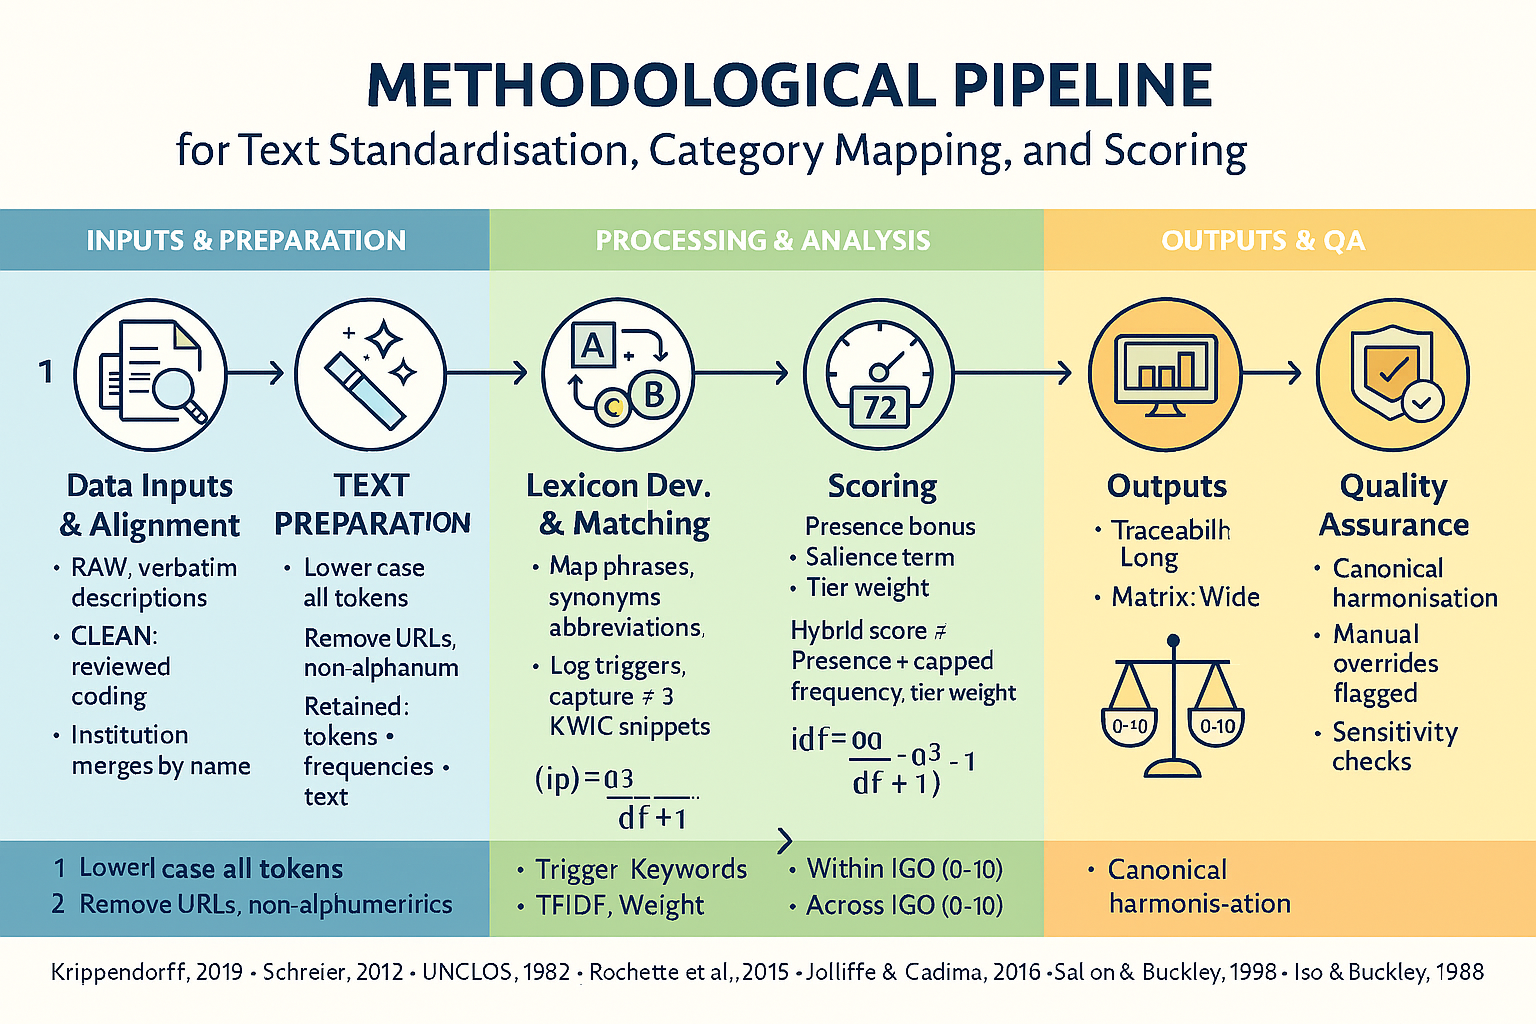 METHODOLOGICAL PIPELINE
for Text Standardisation, Category Mapping, and Scoring
INPUTS & PREPARATION
PROCESSING & ANALYSIS
OUTPUTS & QA
1
A
B
C
72
Data Inputs
& Alignment
• RAW, verbatim
descriptions
• CLEAN:
reviewed
coding
• Institution
merges by name
TEXT
PREPARATION
• Lower case
all tokens
Remove URLs,
non-alphanum
Retained:
tokens •
frequencies •
text
Lexicon Dev.
& Matching
• Map phrases,
synonyms
abbreviations,
• Log triggers,
capture ≠ 3
KWIC snippets
(ip)=
df+1
Scoring
Presence bonus
• Salience term
• Tier weight
Hybrld score ≠
Presence + capped
frequency, tier weight
idf=
df + 1)
- 1
Outputs
• Traceabilh
Long
• Matrix: Wide
0-10
0-10
Quality
Assurance
• Canonical
harmonisation
• Manual
overrides
flagged
• Sensitivity
checks
1 Lowerl case all tokens
2 Remove URLs, non-alphumerirics
• Trigger Keywords
• TFIDF, Weight
• Within IGO (0-10)
• Across IGO (0-10)
• Canonical
harmonis-ation
Krippendorff, 2019 • Schreier, 2012 • UNCLOS, 1982 • Rochette et al,,2015 • Jolliffe & Cadima, 2016 • Sal on & Buckley, 1998 • Iso & Buckley, 1988